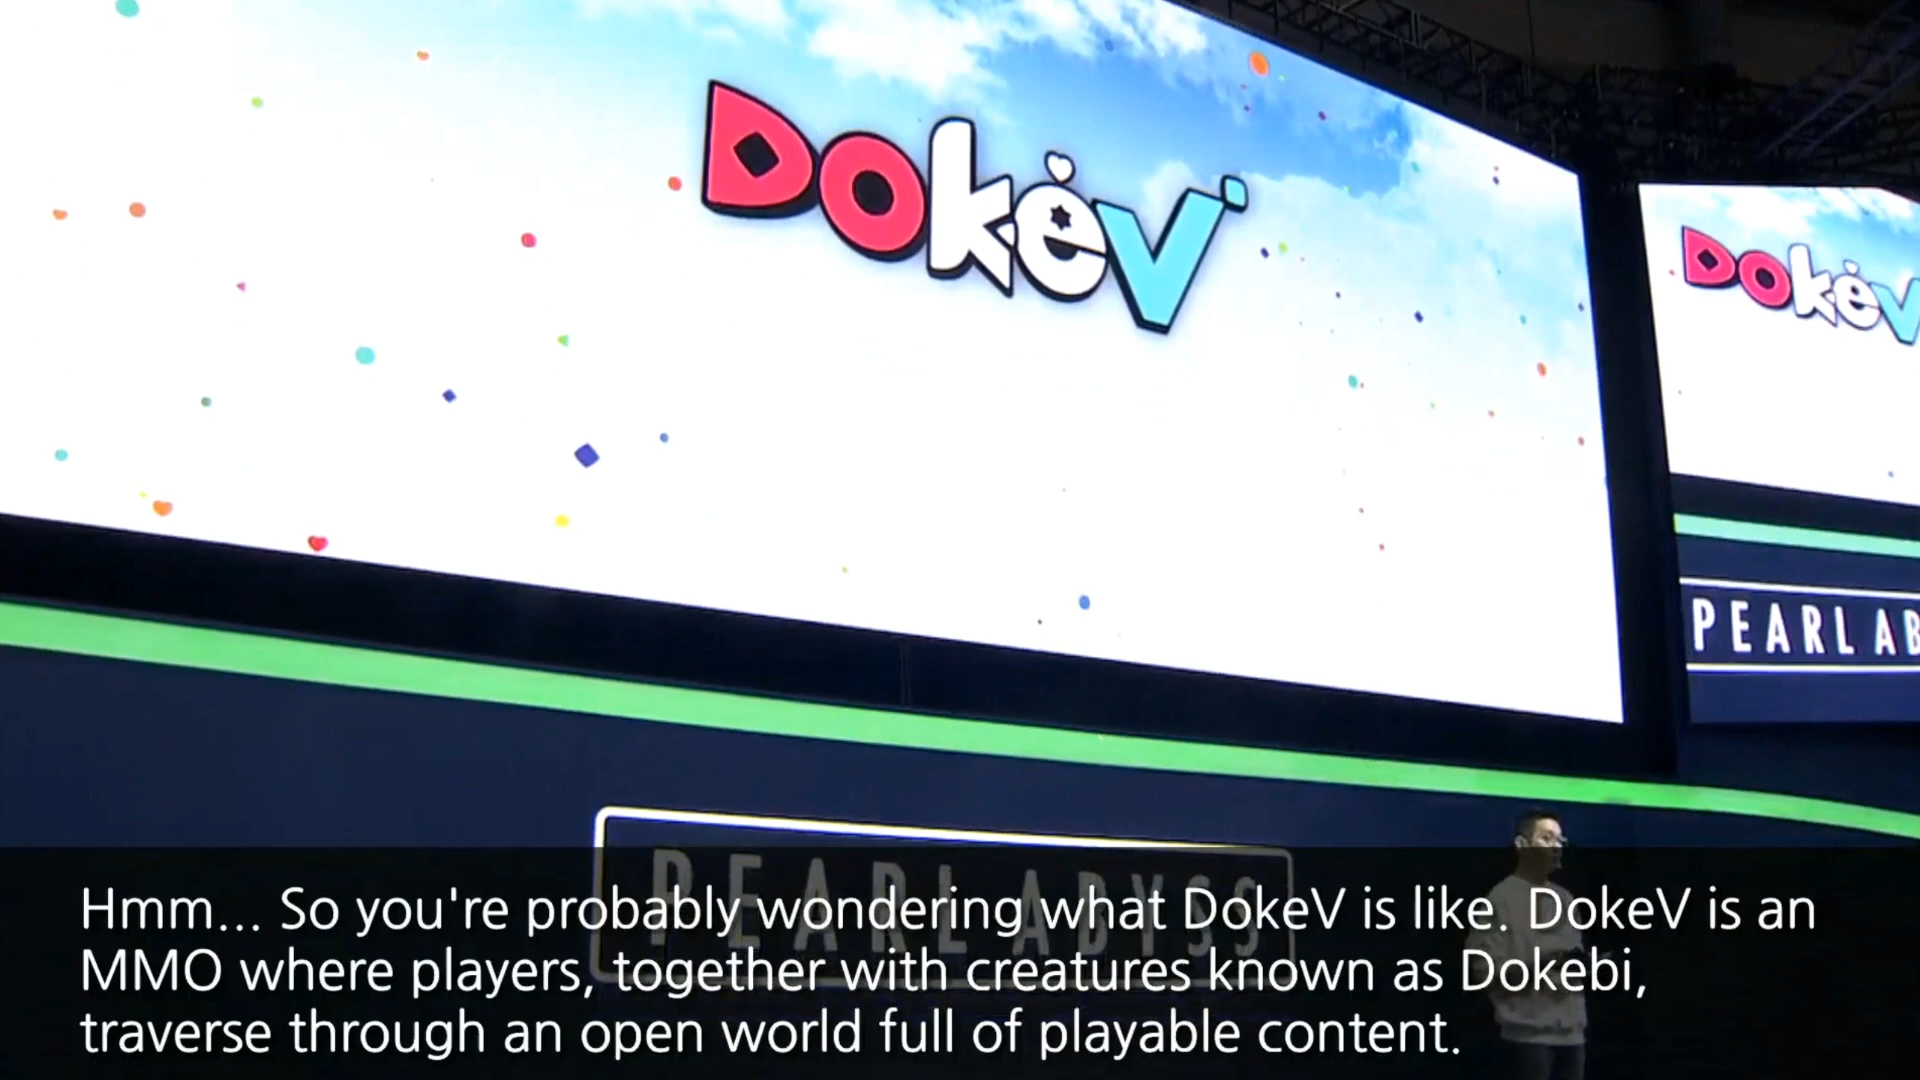 DokeV
DokeV
PEARL AB
PEARL ABYSS
Hmm... So you're probably wondering what DokeV is like. DokeV is an
MMO where players, together with creatures known as Dokebi,
traverse through an open world full of playable content.